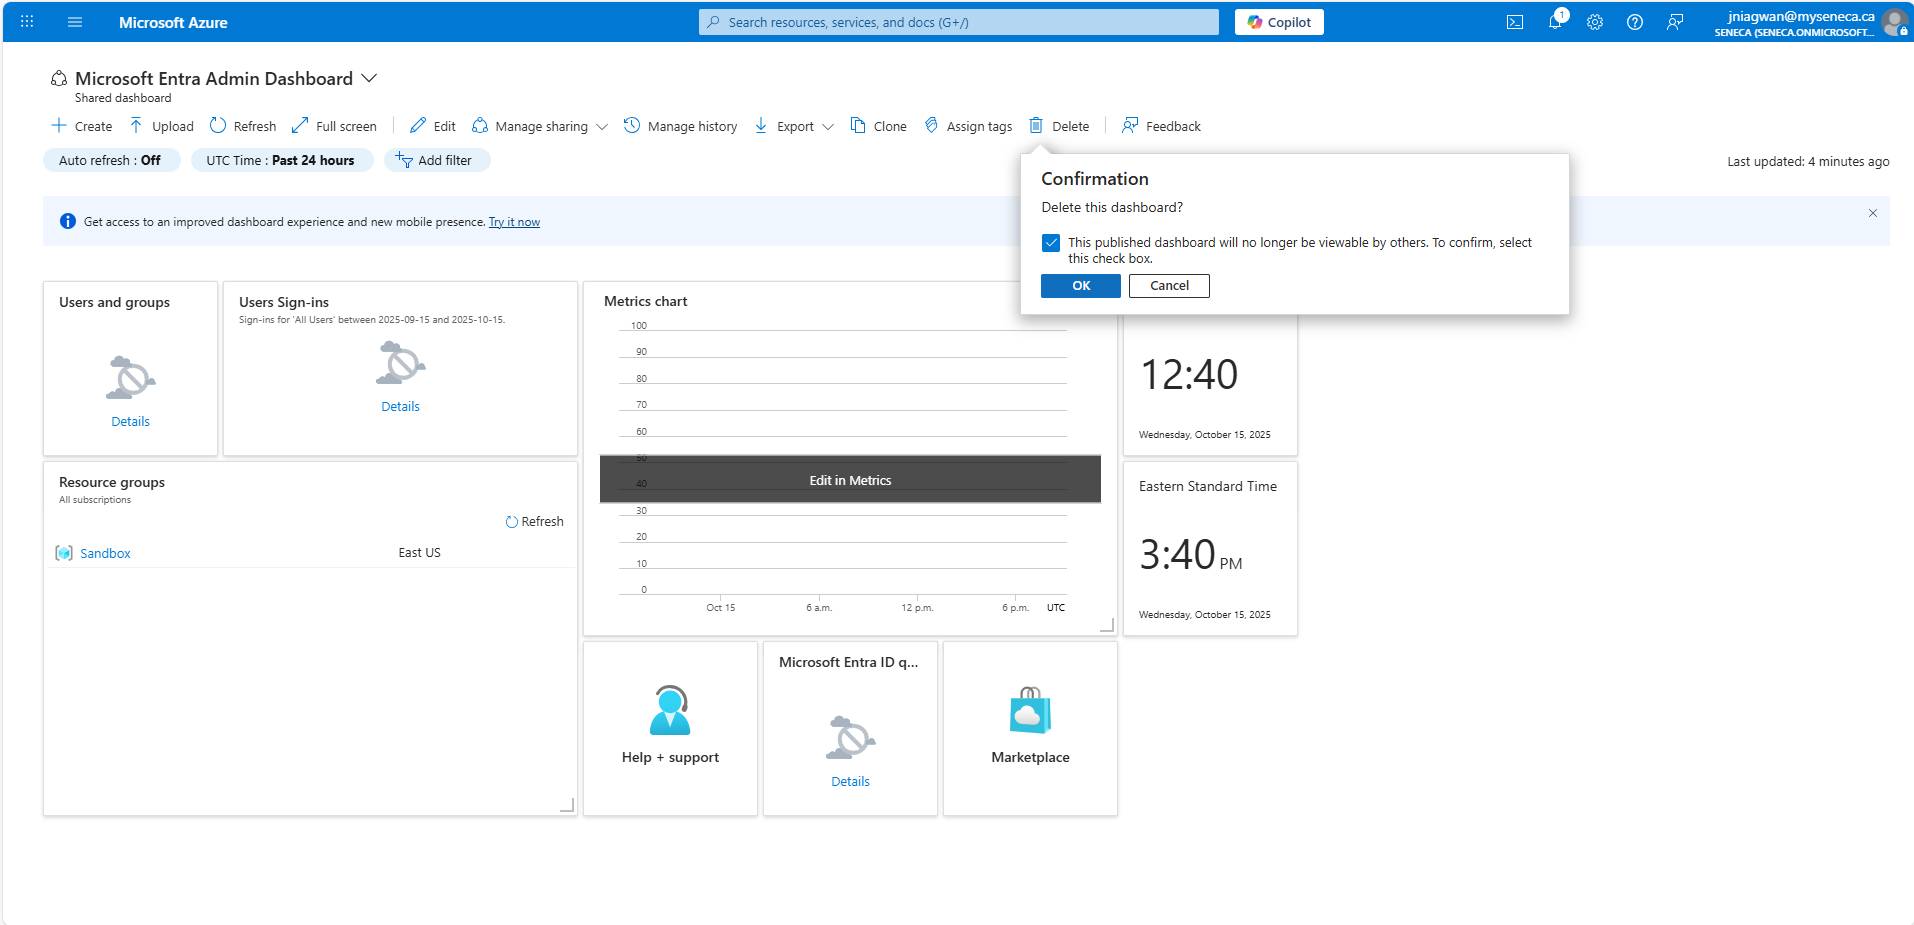 Microsoft Azure
Search resources, services, and docs (G+/)
Copilot
1
jniagwan@myseneca.ca
SENECA (SENECA.ONMICROSOFT...
Microsoft Entra Admin Dashboard
Shared dashboard
Create
Upload
Refresh
Full screen
Edit
Manage sharing
Manage history
Export
Clone
Assign tags
Delete
Feedback
Auto refresh : Off
UTC Time : Past 24 hours
Add filter
Last updated: 4 minutes ago
Confirmation
Delete this dashboard?
This published dashboard will no longer be viewable by others. To confirm, select
this check box.
OK
Cancel
Get access to an improved dashboard experience and new mobile presence. Try it now
Users and groups
Details
Users Sign-ins
Sign-ins for 'All Users' between 2025-09-15 and 2025-10-15.
Details
Metrics chart
100
90
80
70
60
50
40
30
20
10
0
Edit in Metrics
Oct 15
6 a.m.
12 p.m.
6 p.m.
UTC
12:40
Wednesday, October 15, 2025
Resource groups
All subscriptions
Refresh
Sandbox
East US
Eastern Standard Time
3:40 PM
Wednesday, October 15, 2025
Help + support
Microsoft Entra ID q...
Details
Marketplace